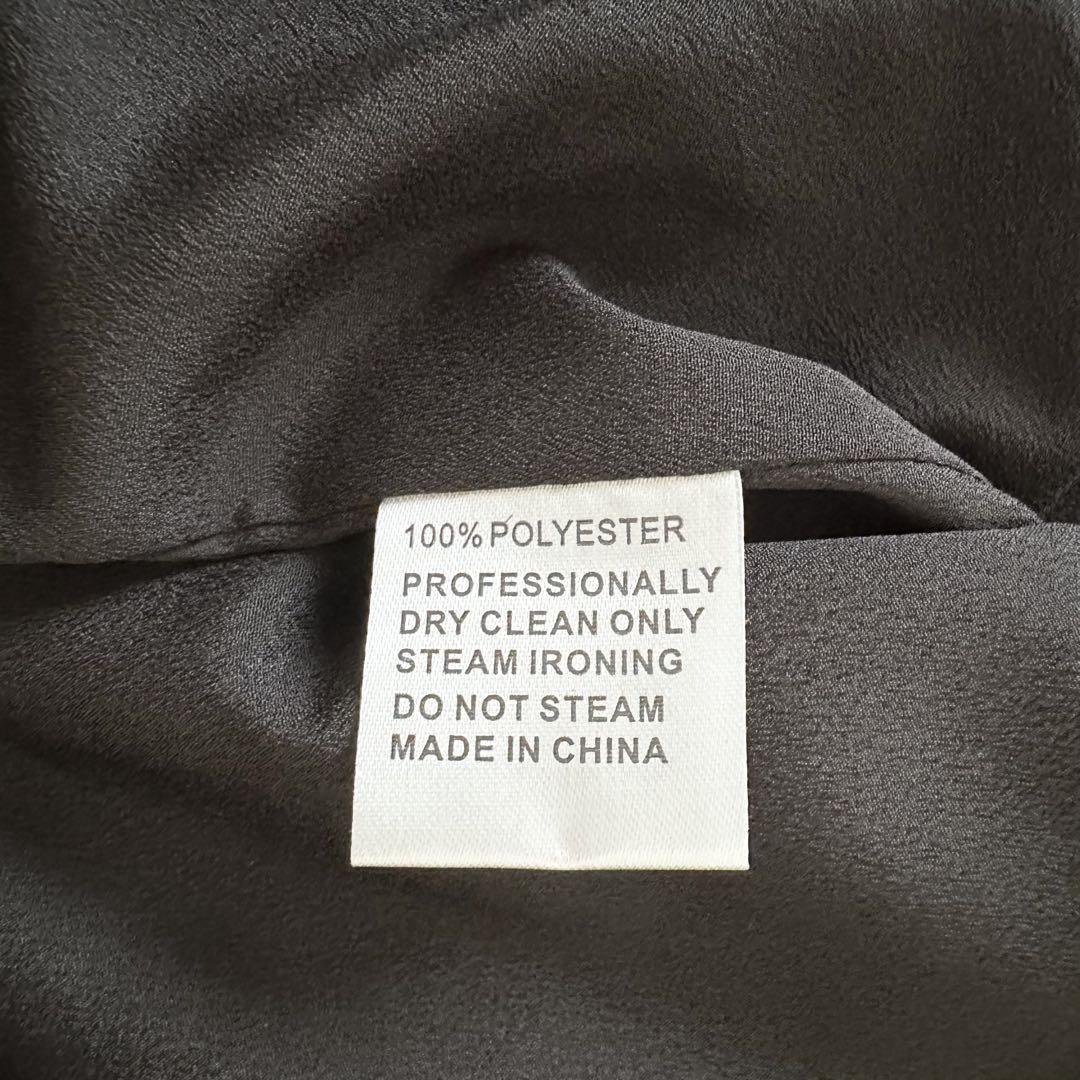 100% POLYESTER
PROFESSIONALLY
DRY CLEAN ONLY
STEAM IRONING
DO NOT STEAM
MADE IN CHINA